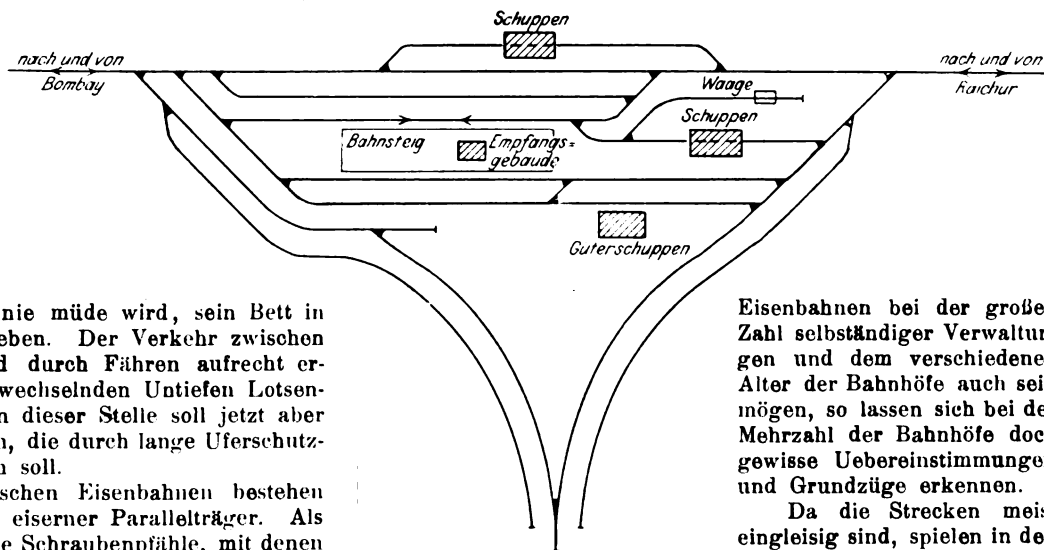 Schuppen
nach und von
Bombay
nach und von
Raichur
Waage
Schuppen
Bahnsteig
Empfangs=
gebäude
Güterschuppen
nie müde wird, sein Bett in
eben. Der Verkehr zwischen
d durch Fähren aufrecht er-
wechselnden Untiefen Lotsen-
n dieser Stelle soll jetzt aber
n, die durch lange Uferschutz-
n soll.
schen Eisenbahnen bestehen
eiserner Parallelträger. Als
e Schraubenpfähle, mit denen
Eisenbahnen bei der große
Zahl selbständiger Verwaltun
gen und dem verschiedene
Alter der Bahnhöfe auch sei
mögen, so lassen sich bei de
Mehrzahl der Bahnhöfe doc
gewisse Uebereinstimmunge
und Grundzüge erkennen.
Da die Strecken meis
eingleisig sind, spielen in de